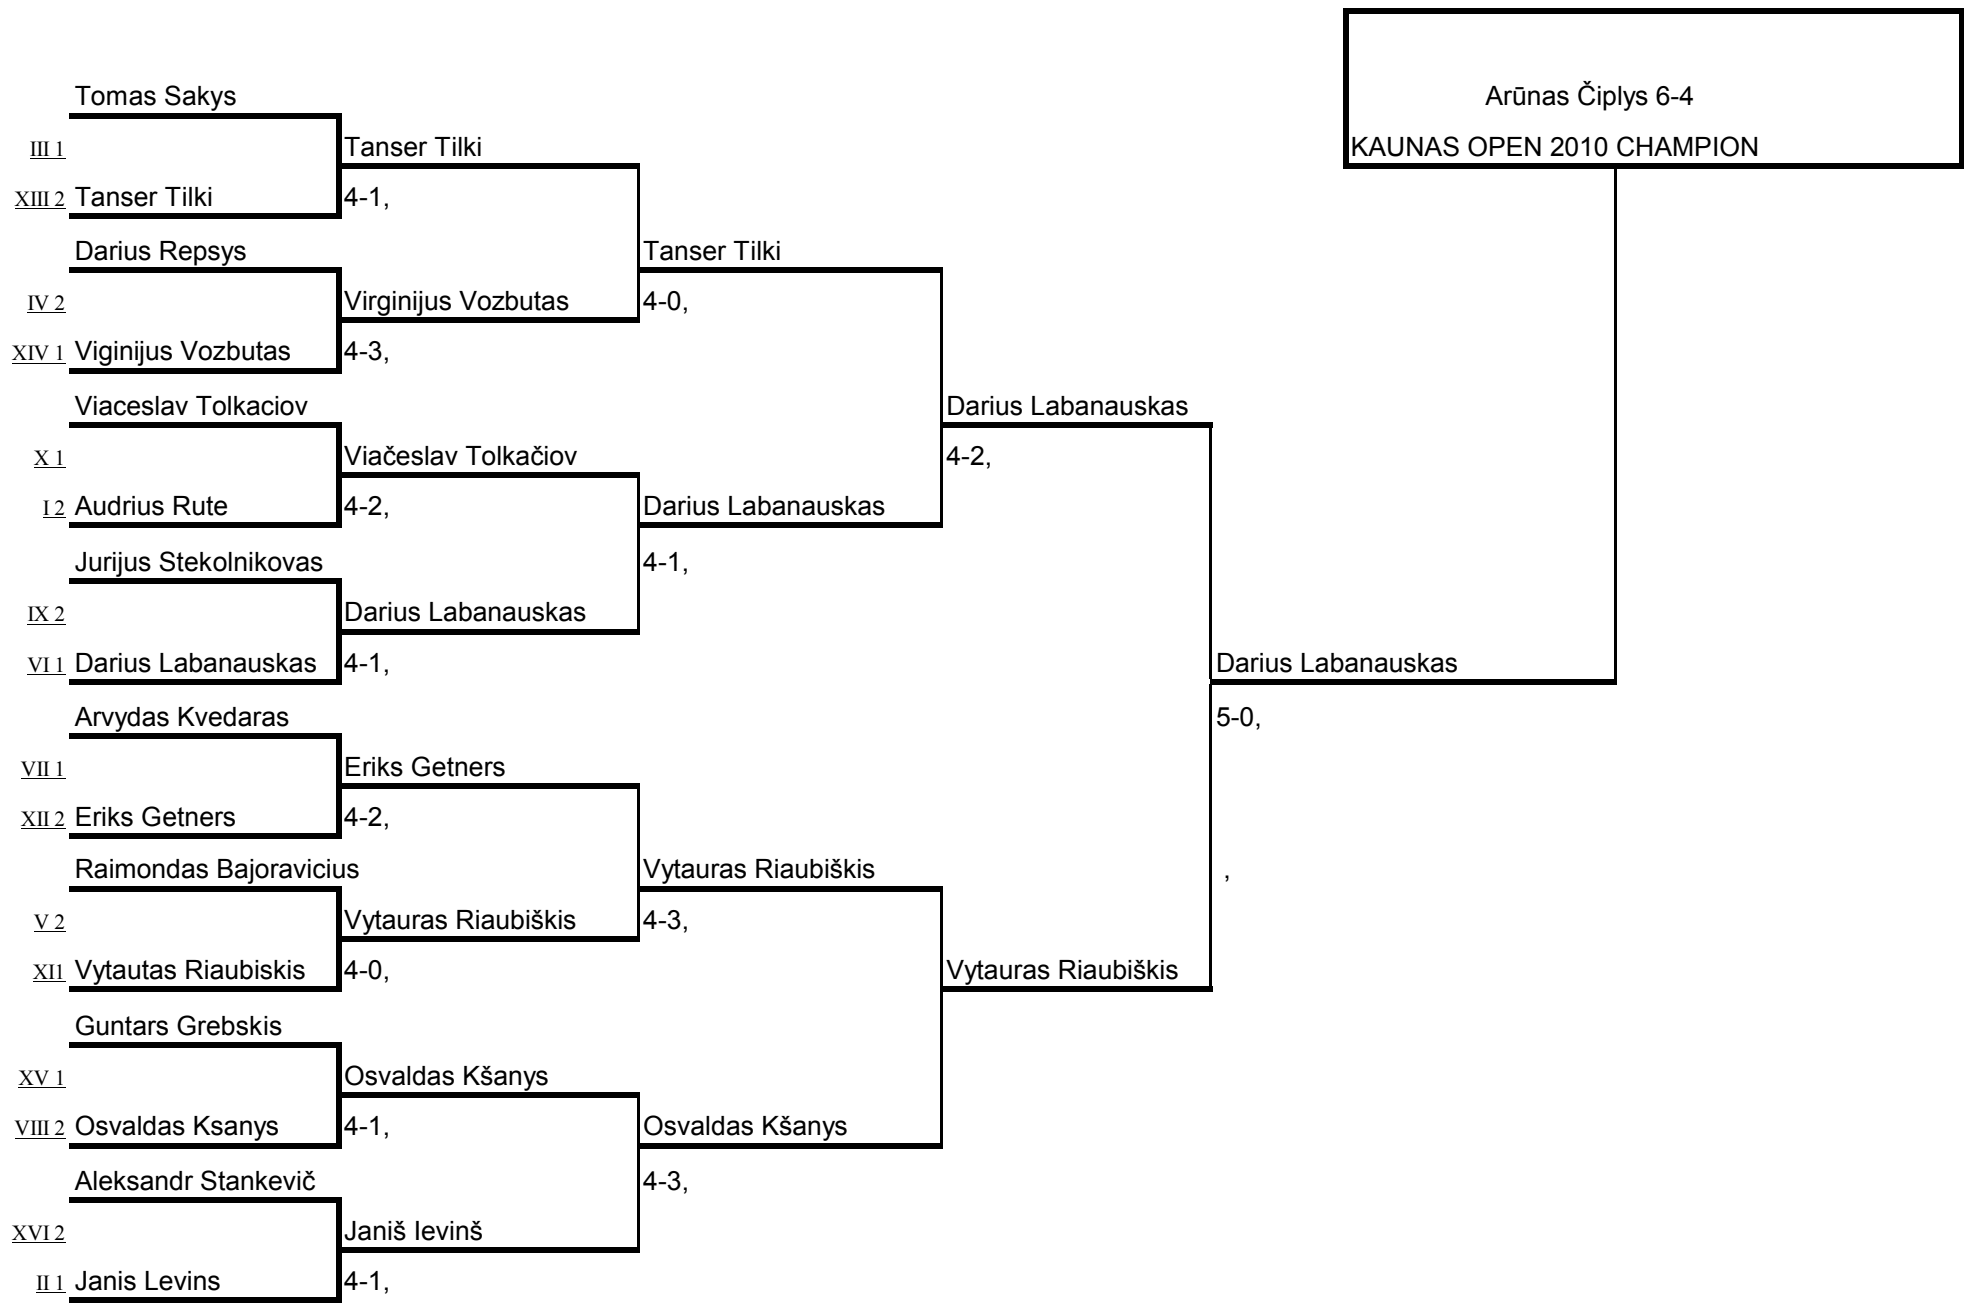 Tomas Sakys
Arūnas Čiplys 6-4
III 1
Tanser Tilki
KAUNAS OPEN 2010 CHAMPION
XIII 2 Tanser Tilki
4-1,
Darius Repsys
Tanser Tilki
IV 2
Virginijus Vozbutas
4-0,
XIV 1 Viginijus Vozbutas
4-3,
Viaceslav Tolkaciov
Darius Labanauskas
X 1
Viačeslav Tolkačiov
4-2,
I 2 Audrius Rute
4-2,
Darius Labanauskas
Jurijus Stekolnikovas
4-1,
IX 2
Darius Labanauskas
VI 1 Darius Labanauskas
4-1,
Darius Labanauskas
Arvydas Kvedaras
5-0,
VII 1
Eriks Getners
XII 2 Eriks Getners
4-2,
Raimondas Bajoravicius
Vytauras Riaubiškis
,
V 2
Vytauras Riaubiškis
4-3,
XI1 Vytautas Riaubiskis
4-0,
Vytauras Riaubiškis
Guntars Grebskis
XV 1
Osvaldas Kšanys
VIII 2 Osvaldas Ksanys
4-1,
Osvaldas Kšanys
Aleksandr Stankevič
4-3,
XVI 2
Janiš Ievinš
II 1 Janis Levins
4-1,